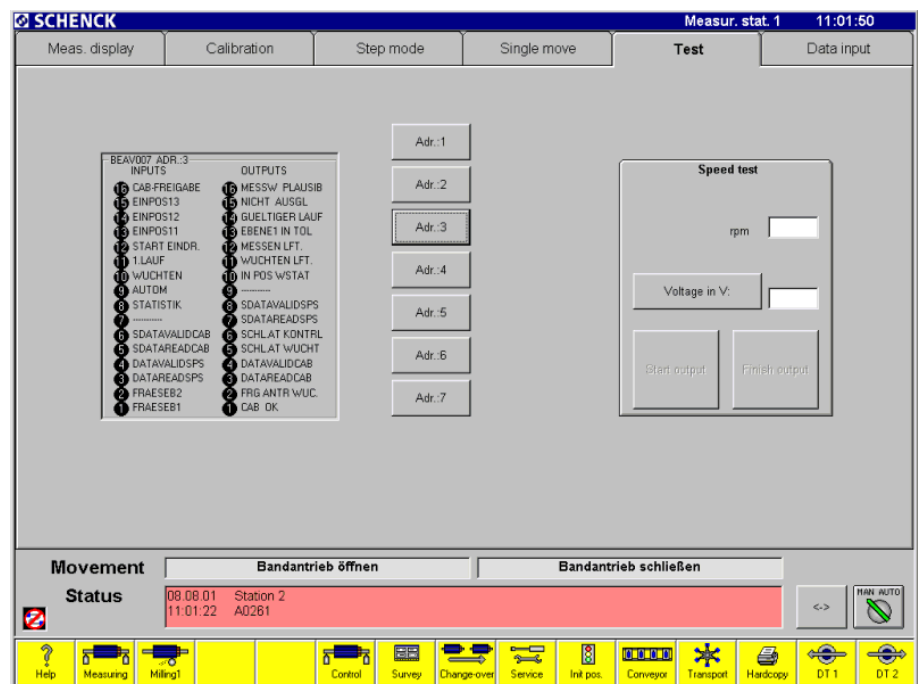 SCHENCK Measur. stat. 1 11:01:50
Meas. display Calibration Step mode Single move Test Data input
BEAV007 ADR.:3
INPUTS OUTPUTS
16 CAB-FREIGABE 16 MESSW PLAUSIB
15 EINPOS13 15 NICHT AUSGL
14 EINPOS12 14 GUELTIGER LAUF
13 EINPOS11 13 EBENE1 IN TOL
12 START EINDR. 12 MESSEN LFT.
11 1.LAUF 11 WUCHTEN LFT.
10 WUCHTEN 10 IN POS WSTAT
9 AUTOM 9 ----------
8 STATISTIK 8 SDATAVALIDSPS
7 ---------- 7 SDATAREADSPS
6 SDATAVALIDCAB 6 SCHL.AT KONTRL
5 SDATAREADCAB 5 SCHL.AT WUCHT
4 DATAVALIDSPS 4 DATAVALIDCAB
3 DATAREADSPS 3 DATAREADCAB
2 FRAESEB2 2 FRG ANTR WUC.
1 FRAESEB1 1 CAB OK
Adr.:1
Adr.:2
Adr.:3
Adr.:4
Adr.:5
Adr.:6
Adr.:7
Speed test
rpm
Voltage in V:
Start output Finish output
Movement Bandantrieb öffnen Bandantrieb schließen
Status 08.08.01 Station 2
11:01:22 A0261
<-> MAN AUTO
Help Measuring Milling1 Control Survey Change-over Service Init pos. Conveyor Transport Hardcopy DT 1 DT 2